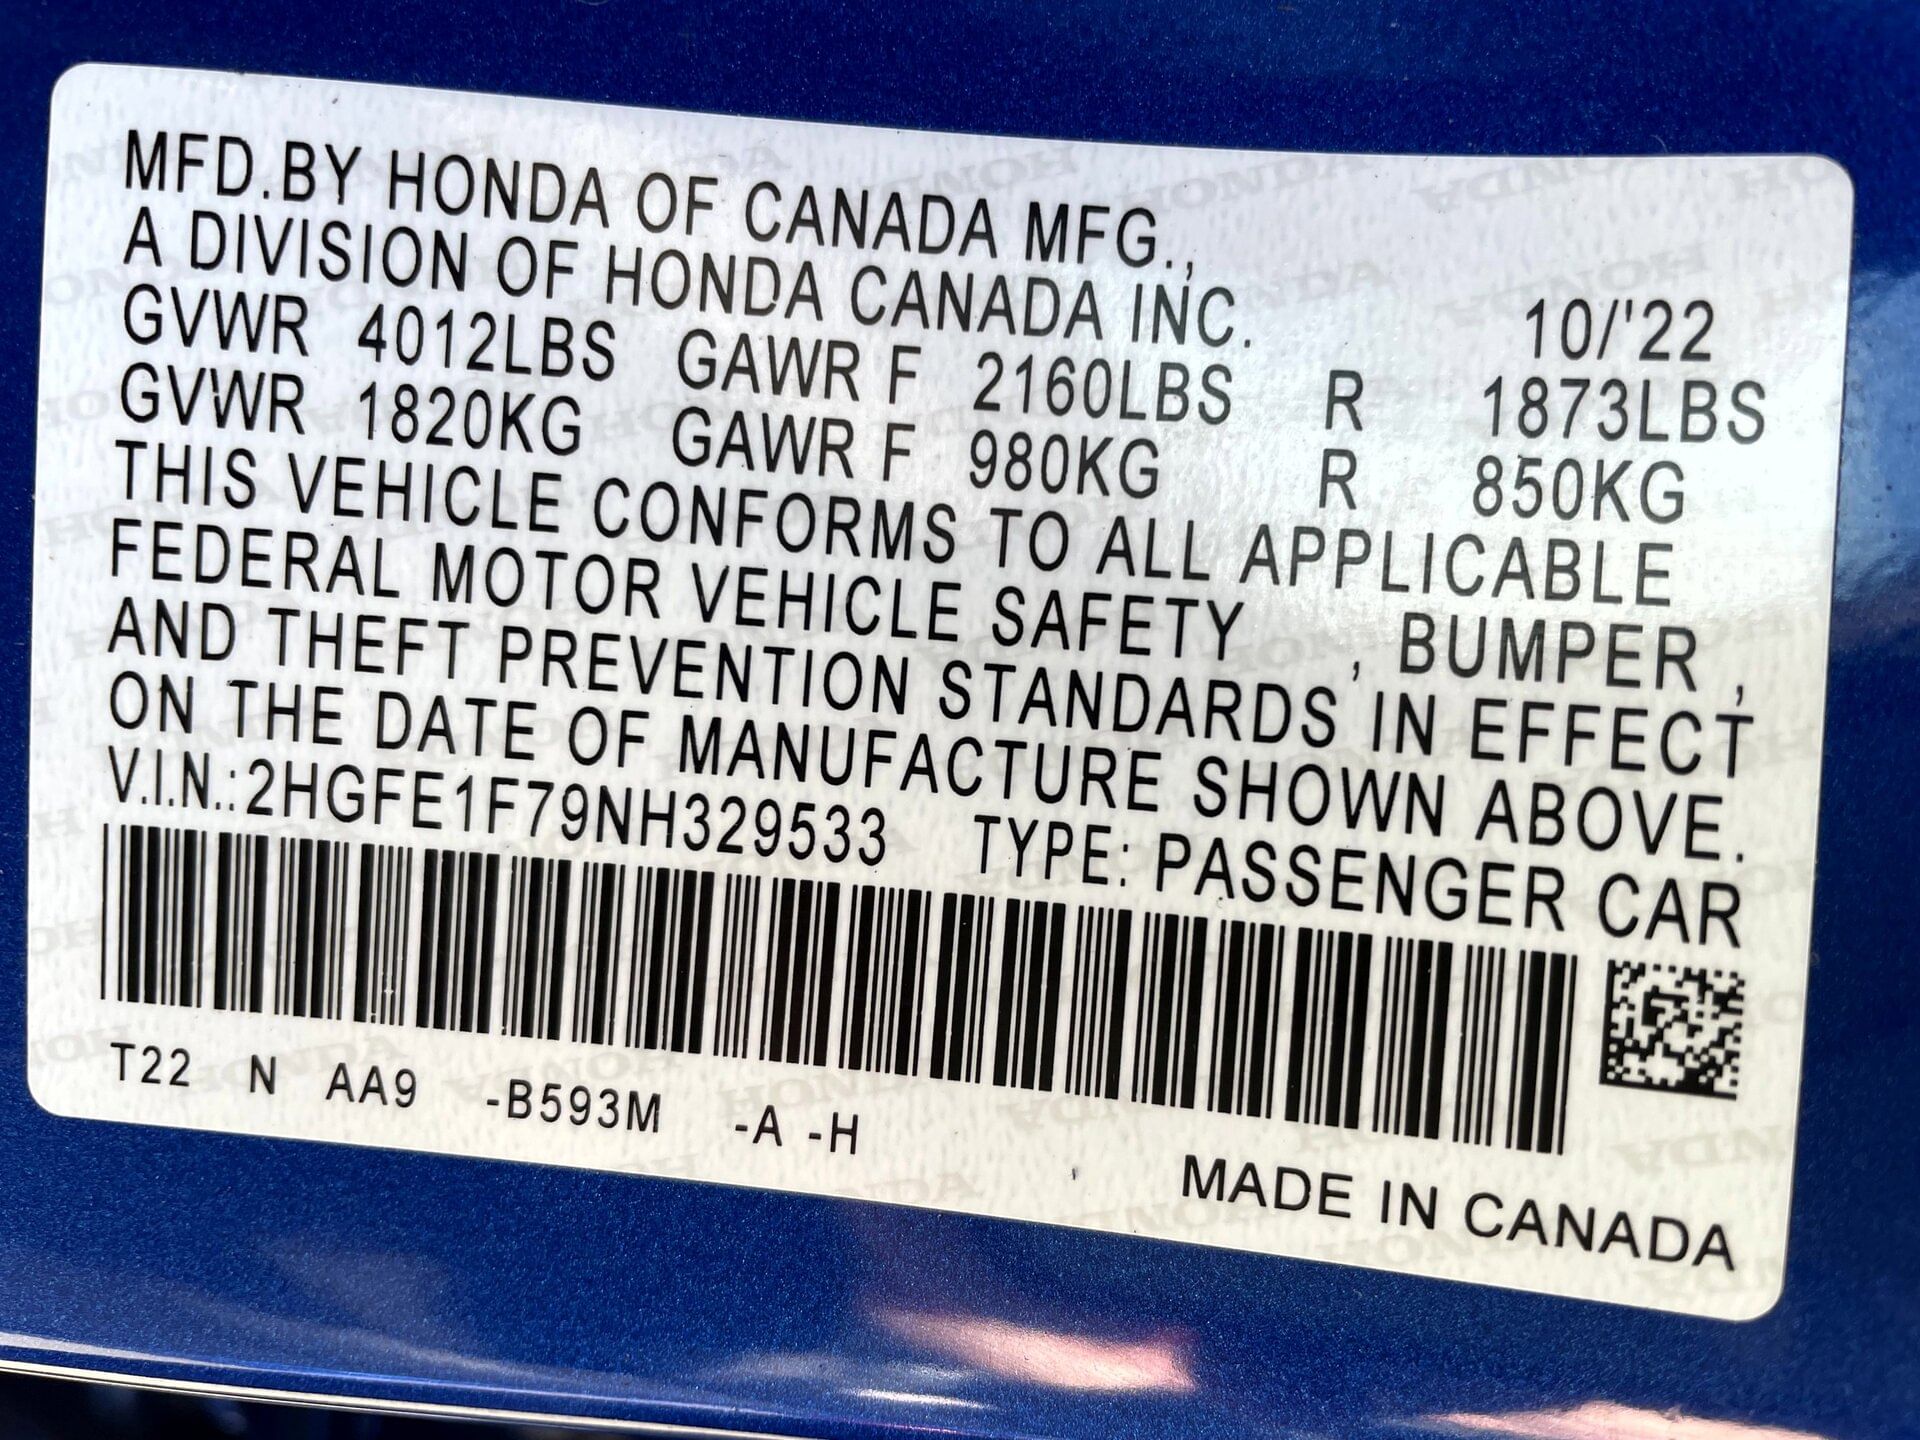 MFD.BY HONDA OF CANADA MFG.,
A DIVISION OF HONDA CANADA INC. 10/'22
GVWR 4012LBS GAWR F 2160LBS R 1873LBS
GVWR 1820KG GAWR F 980KG R 850KG
THIS VEHICLE CONFORMS TO ALL APPLICABLE
FEDERAL MOTOR VEHICLE SAFETY , BUMPER ,
AND THEFT PREVENTION STANDARDS IN EFFECT
ON THE DATE OF MANUFACTURE SHOWN ABOVE.
V.I.N.:2HGFE1F79NH329533 TYPE: PASSENGER CAR
T22 N AA9 -B593M -A -H
MADE IN CANADA